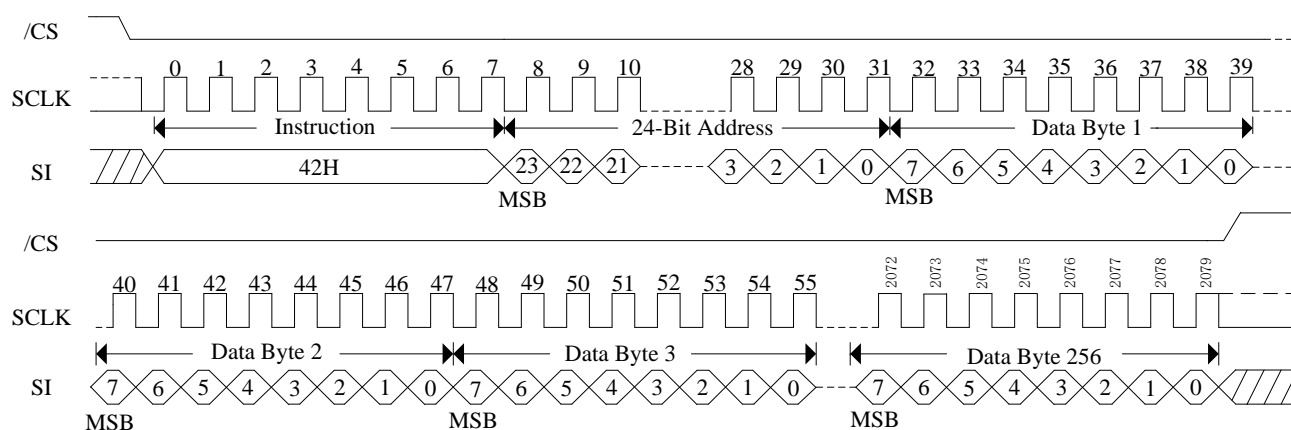 /CS
0 1 2 3 4 5 6 7 8 9 10 28 29 30 31 32 33 34 35 36 37 38 39
SCLK
Instruction 24-Bit Address Data Byte 1
SI 42H 23 22 21 3 2 1 0 7 6 5 4 3 2 1 0
MSB MSB
/CS
40 41 42 43 44 45 46 47 48 49 50 51 52 53 54 55 2072 2073 2074 2075 2076 2077 2078 2079
SCLK
Data Byte 2 Data Byte 3 Data Byte 256
SI 7 6 5 4 3 2 1 0 7 6 5 4 3 2 1 0 7 6 5 4 3 2 1 0
MSB MSB MSB